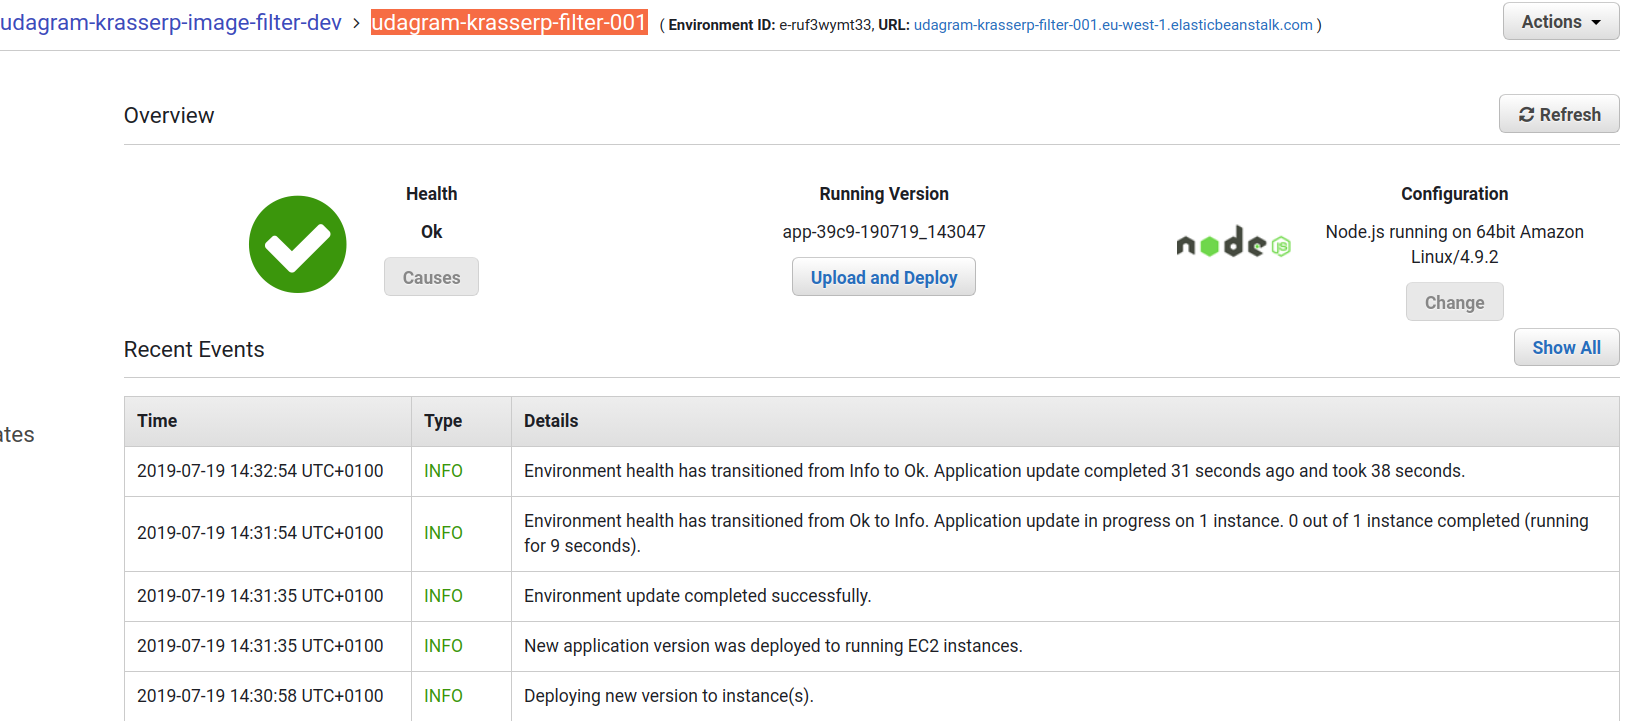 udagram-krasserp-image-filter-dev › udagram-krasserp-filter-001 ( Environment ID: e-ruf3wymt33, URL: udagram-krasserp-filter-001.eu-west-1.elasticbeanstalk.com ) Actions
Overview Refresh
Health Running Version Configuration
Ok app-39c9-190719_143047 Node.js running on 64bit Amazon
node JS Linux/4.9.2
Causes Upload and Deploy Change
Recent Events Show All
Time Type Details
ates
2019-07-19 14:32:54 UTC+0100 INFO Environment health has transitioned from Info to Ok. Application update completed 31 seconds ago and took 38 seconds.
2019-07-19 14:31:54 UTC+0100 INFO Environment health has transitioned from Ok to Info. Application update in progress on 1 instance. 0 out of 1 instance completed (running
for 9 seconds).
2019-07-19 14:31:35 UTC+0100 INFO Environment update completed successfully.
2019-07-19 14:31:35 UTC+0100 INFO New application version was deployed to running EC2 instances.
2019-07-19 14:30:58 UTC+0100 INFO Deploying new version to instance(s).